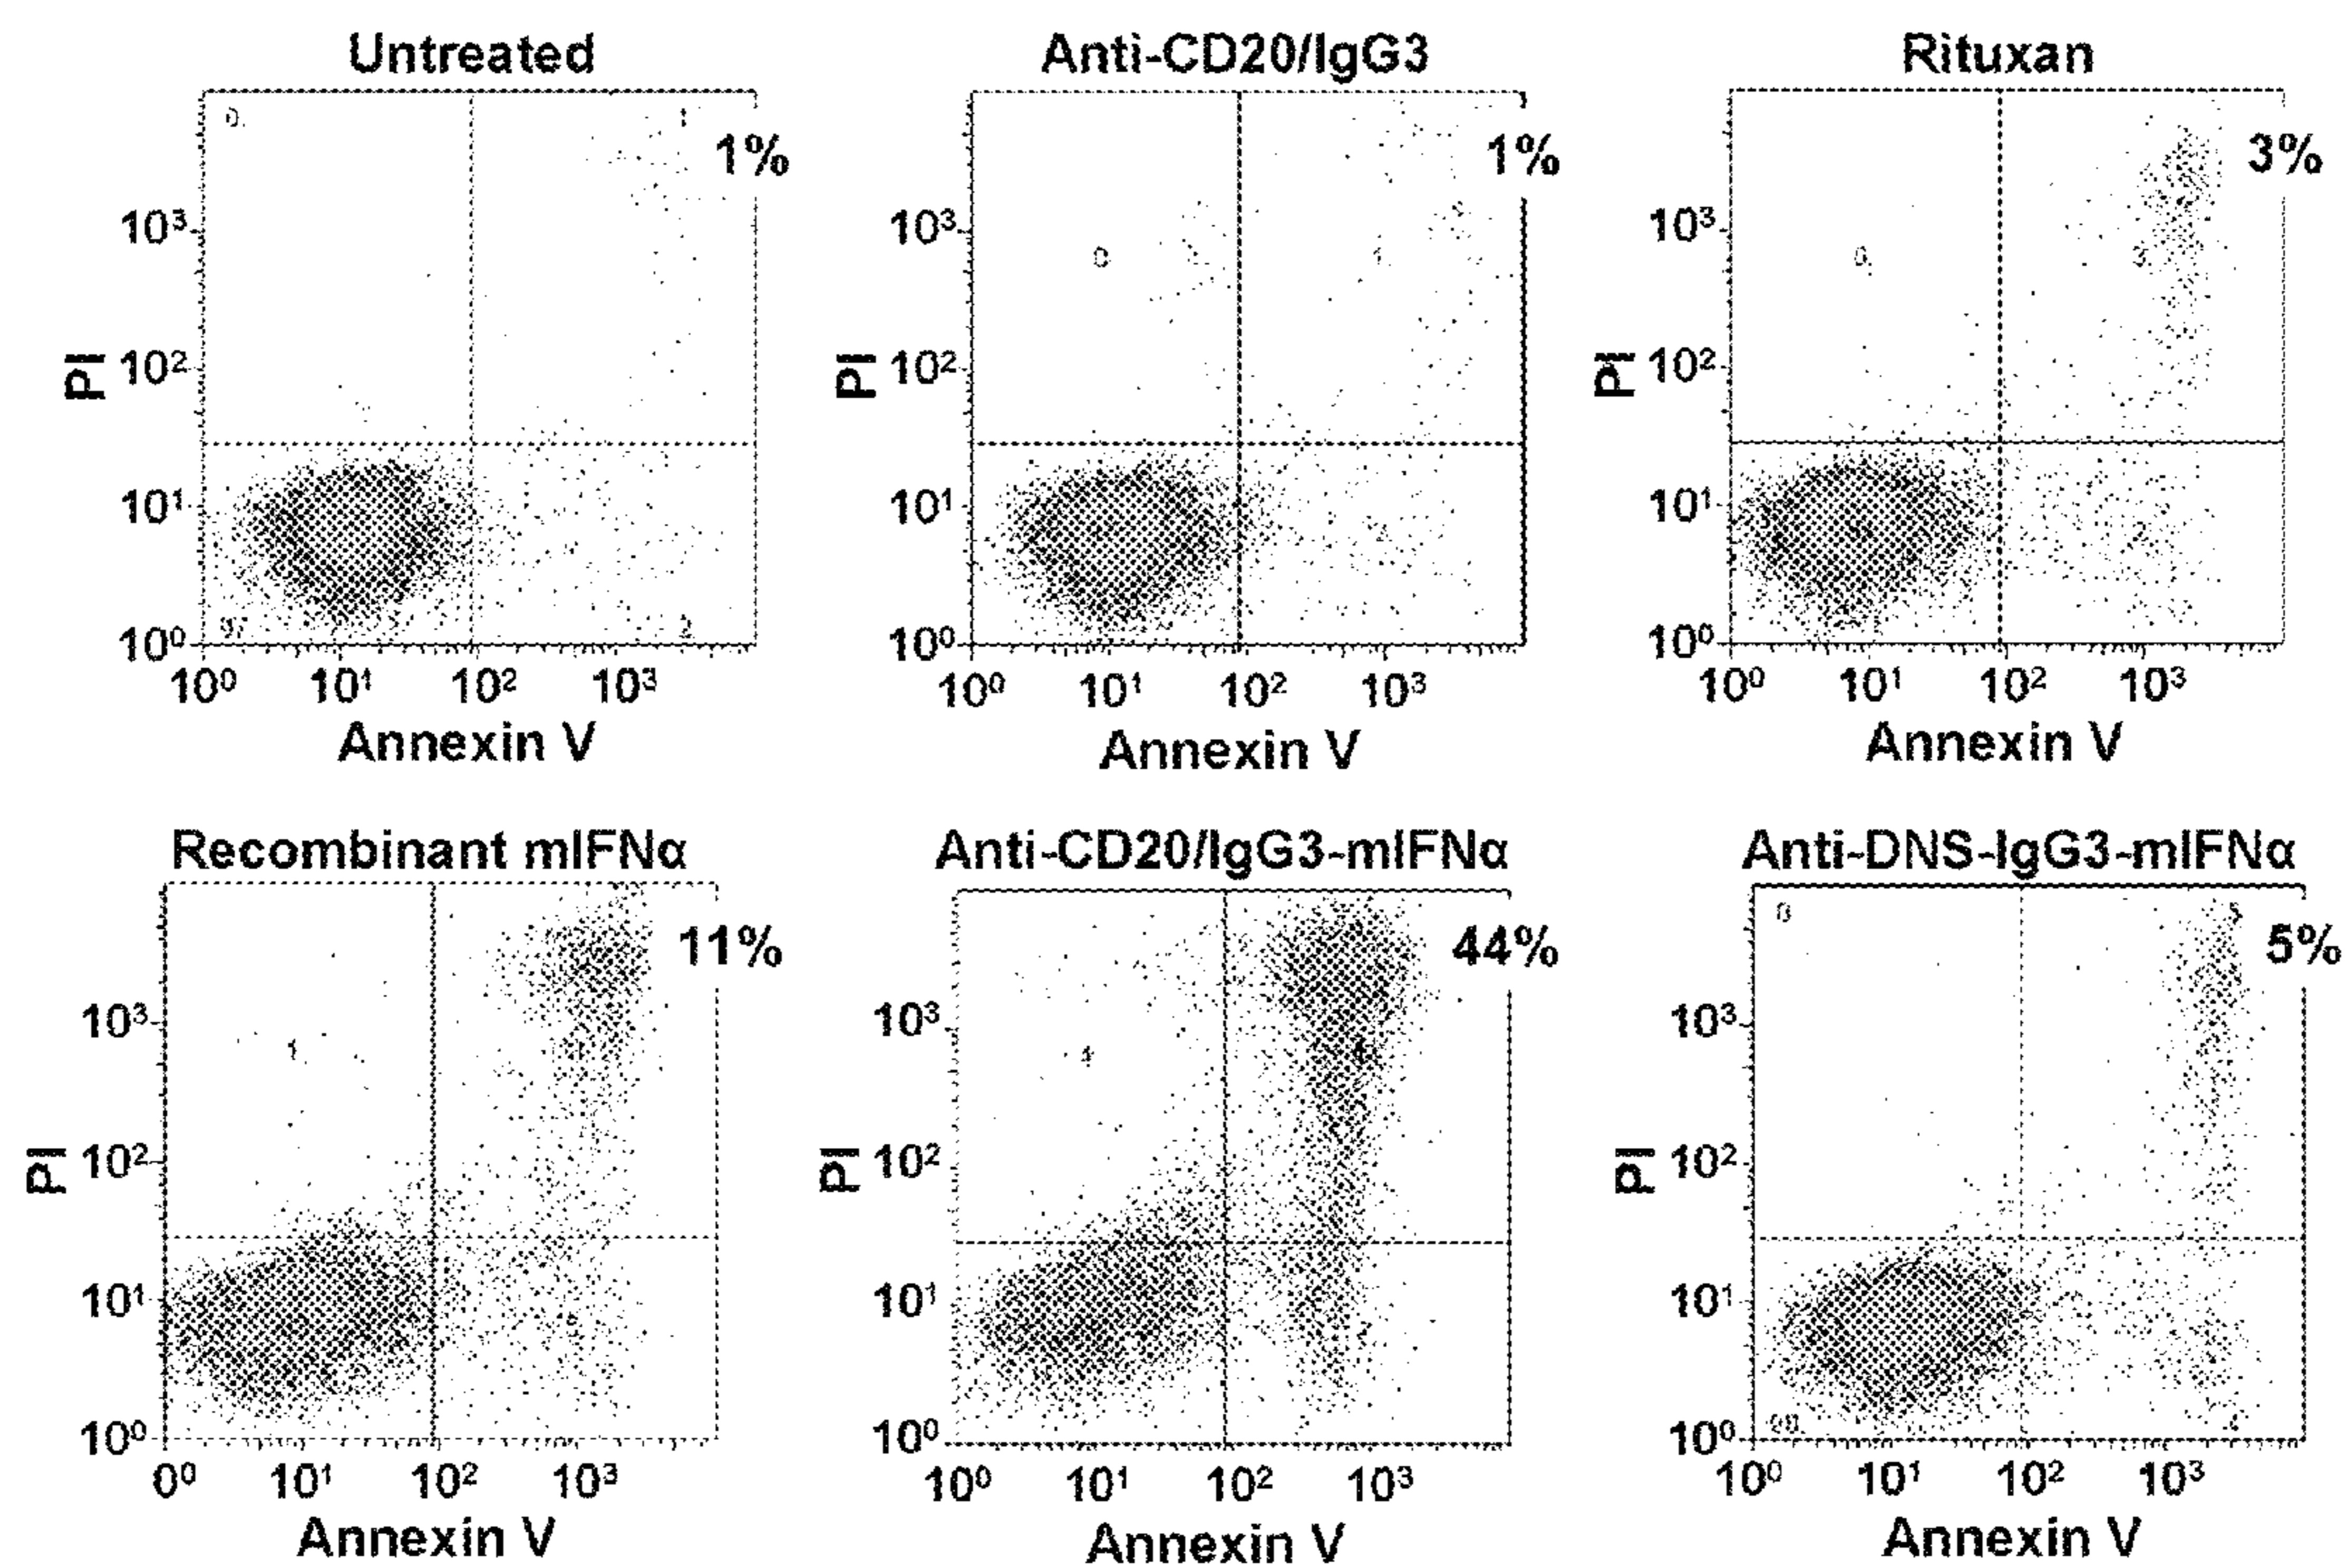 Untreated
Anti-CD20/IgG3
Rituxan
1%
1%
3%
PI
10³
10²
10¹
10⁰
10⁰ 10¹ 10² 10³
Annexin V
PI
10³
10²
10¹
10⁰
10⁰ 10¹ 10² 10³
Annexin V
PI
10³
10²
10¹
10⁰
10⁰ 10¹ 10² 10³
Annexin V
Recombinant mIFNα
Anti-CD20/IgG3-mIFNα
Anti-DNS-IgG3-mIFNα
11%
44%
5%
PI
10³
10²
10¹
10⁰
0⁰ 10¹ 10² 10³
Annexin V
PI
10³
10²
10¹
10⁰
10⁰ 10¹ 10² 10³
Annexin V
PI
10³
10²
10¹
10⁰
10⁰ 10¹ 10² 10³
Annexin V